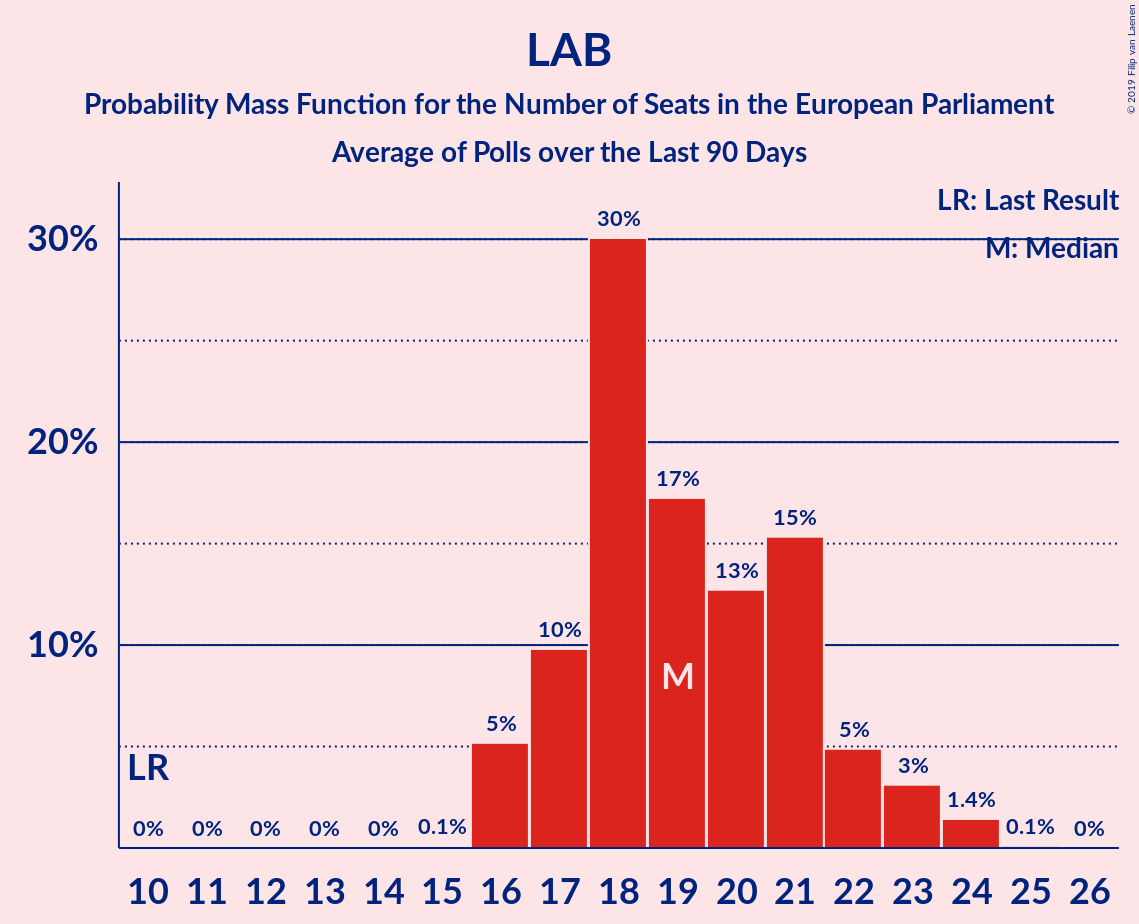 LAB
Probability Mass Function for the Number of Seats in the European Parliament
Average of Polls over the Last 90 Days
© 2019 Filip van Laenen
LR: Last Result
M: Median
30%
20%
10%
30%
17%
15%
13%
10%
M
5%
5%
3%
LR
1.4%
0%
0%
0%
0%
0%
0.1%
0.1%
0%
10 11 12 13 14 15 16 17 18 19 20 21 22 23 24 25 26